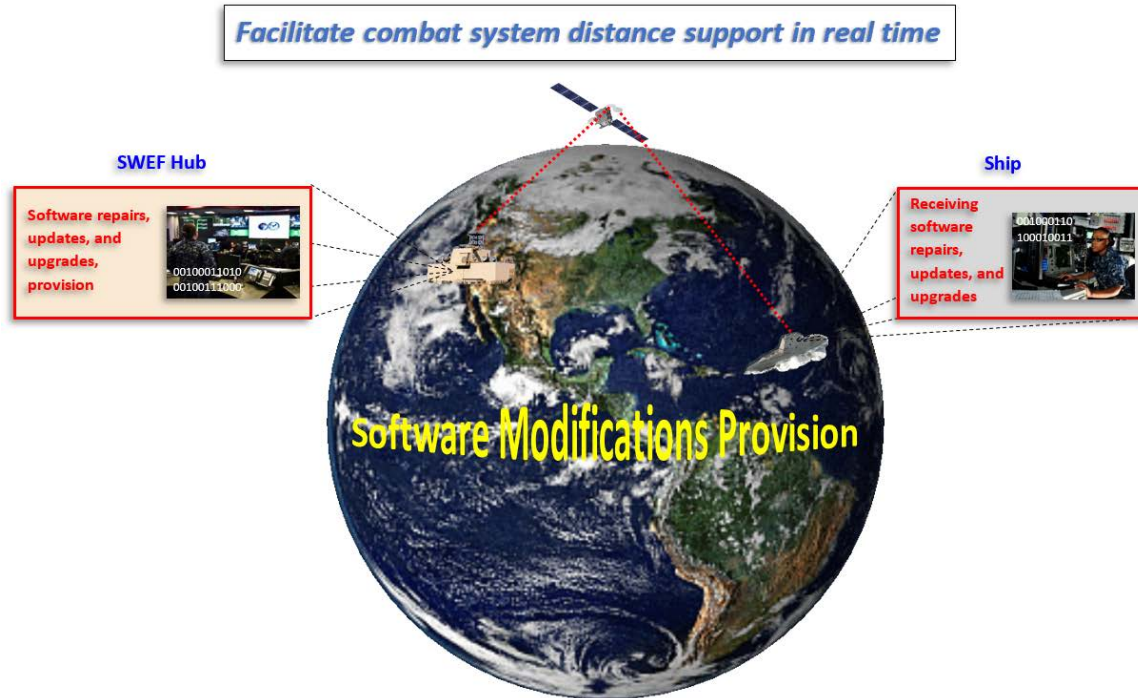 Facilitate combat system distance support in real time
SWEF Hub
Software repairs,
updates, and
upgrades,
provision
00100011010
00100111000
Ship
Receiving
software
repairs,
updates, and
upgrades
001000110
100010011
Software Modifications Provision